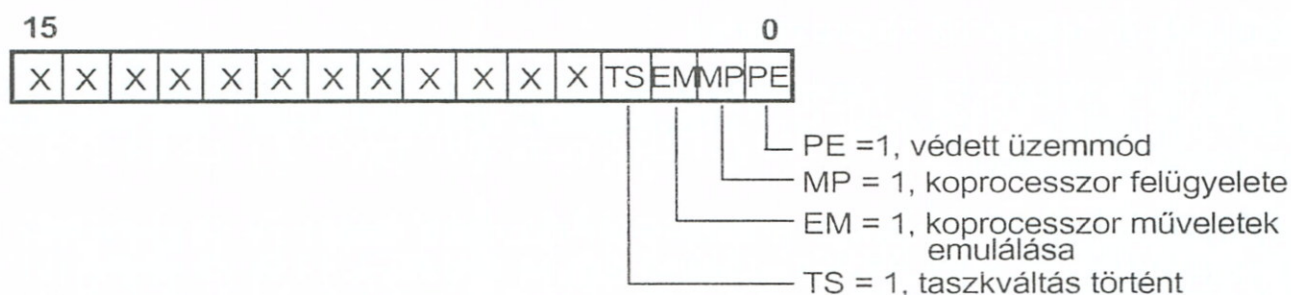 15 0
X X X X X X X X X X X X TS EM MP PE
PE =1, védett üzemmód
MP = 1, koprocesszor felügyelete
EM = 1, koprocesszor műveletek
emulálása
TS = 1, taszkváltás történt